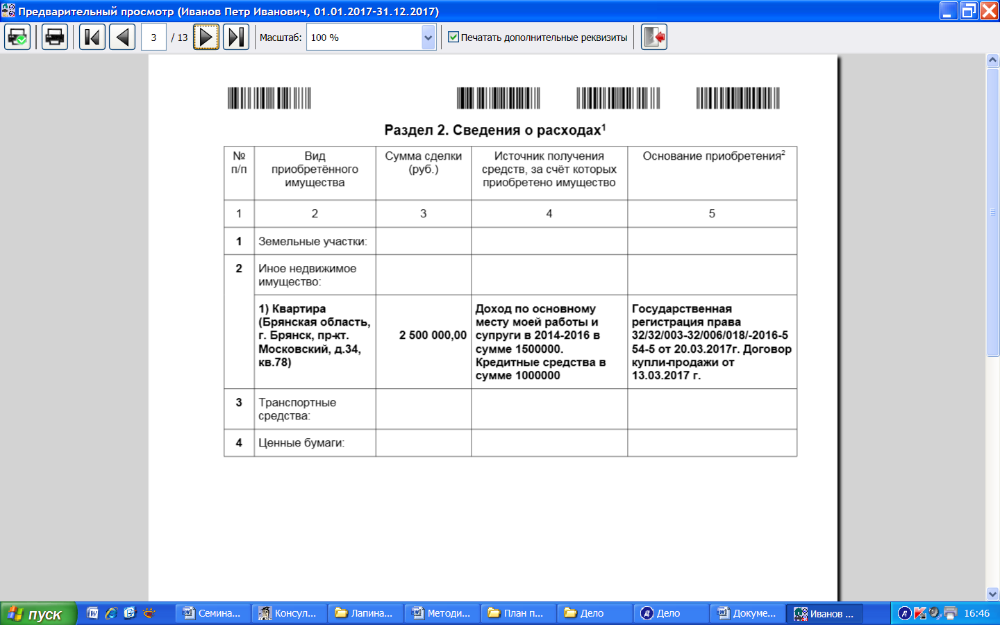 Предварительный просмотр (Иванов Петр Иванович, 01.01.2017-31.12.2017)
3 / 13 Масштаб: 100 % Печатать дополнительные реквизиты
Раздел 2. Сведения о расходах1
№
п/п
Вид
приобретённого
имущества
Сумма сделки
(руб.)
Источник получения
средств, за счёт которых
приобретено имущество
Основание приобретения2
1 2 3 4 5
1 Земельные участки:
2 Иное недвижимое
имущество:
1) Квартира
(Брянская область,
г. Брянск, пр-кт.
Московский, д.34,
кв.78)
2 500 000,00
Доход по основному
месту моей работы и
супруги в 2014-2016 в
сумме 1500000.
Кредитные средства в
сумме 1000000
Государственная
регистрация права
32/32/003-32/006/018/-2016-5
54-5 от 20.03.2017г. Договор
купли-продажи от
13.03.2017 г.
3 Транспортные
средства:
4 Ценные бумаги:
пуск Семина... Консул... Лапина... Методи... План п... Дело Дело Докуме... Иванов ... 16:46